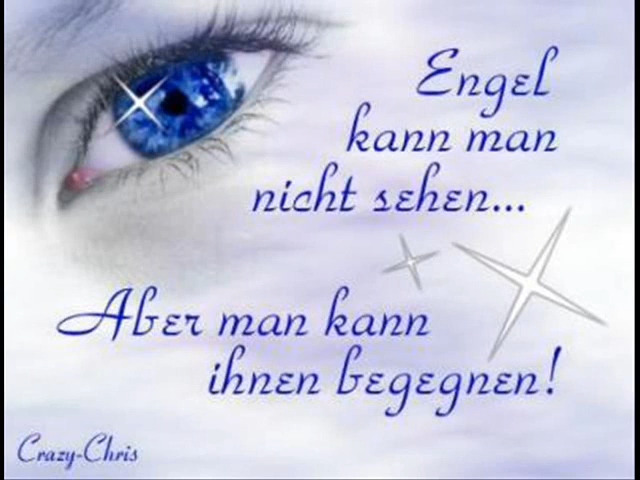 Engel
kann man
nicht sehen...
Aber man kann
ihnen begegnen!
Crazy-Chris